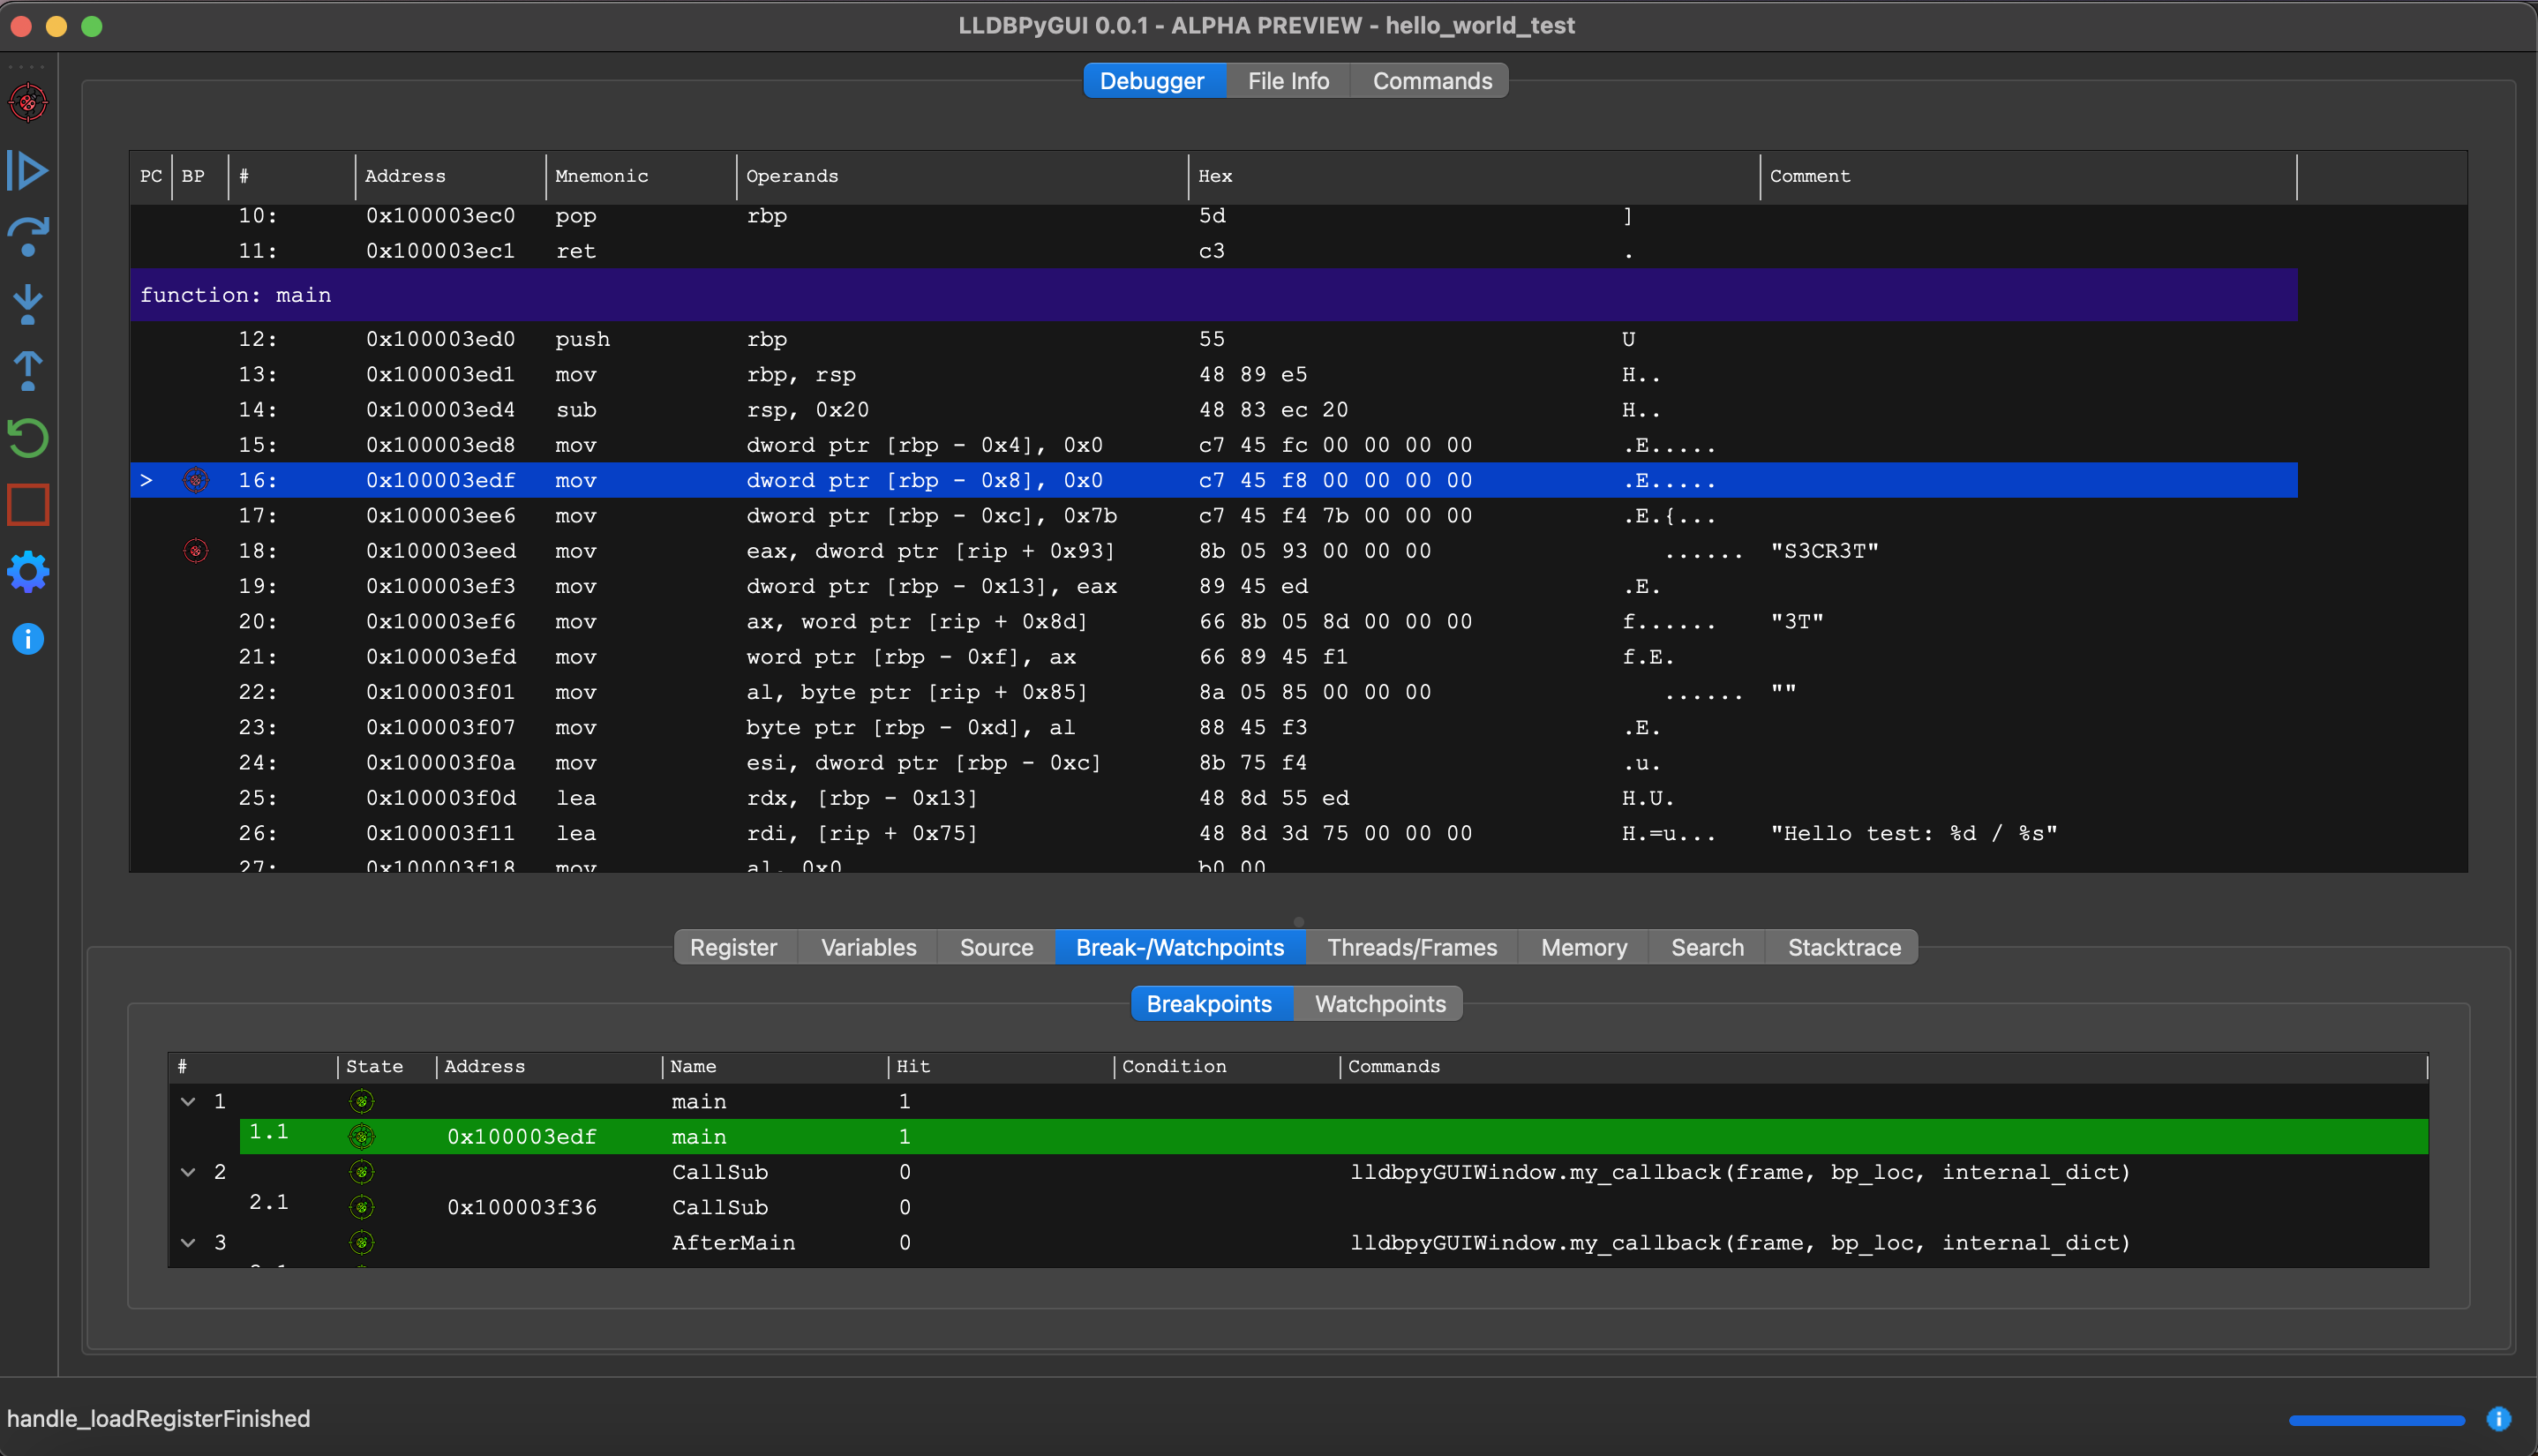 LLDBPyGUI 0.0.1 - ALPHA PREVIEW - hello_world_test
Debugger File Info Commands
PC BP # Address Mnemonic Operands Hex Comment
10: 0x100003ec0 pop rbp 5d ]
11: 0x100003ec1 ret c3 .
function: main
12: 0x100003ed0 push rbp 55 U
13: 0x100003ed1 mov rbp, rsp 48 89 e5 H..
14: 0x100003ed4 sub rsp, 0x20 48 83 ec 20 H..
15: 0x100003ed8 mov dword ptr [rbp - 0x4], 0x0 c7 45 fc 00 00 00 00 .E.....
> 16: 0x100003edf mov dword ptr [rbp - 0x8], 0x0 c7 45 f8 00 00 00 00 .E.....
17: 0x100003ee6 mov dword ptr [rbp - 0xc], 0x7b c7 45 f4 7b 00 00 00 .E.{...
18: 0x100003eed mov eax, dword ptr [rip + 0x93] 8b 05 93 00 00 00 ...... "S3CR3T"
19: 0x100003ef3 mov dword ptr [rbp - 0x13], eax 89 45 ed .E.
20: 0x100003ef6 mov ax, word ptr [rip + 0x8d] 66 8b 05 8d 00 00 00 f...... "3T"
21: 0x100003efd mov word ptr [rbp - 0xf], ax 66 89 45 f1 f.E.
22: 0x100003f01 mov al, byte ptr [rip + 0x85] 8a 05 85 00 00 00 ...... ""
23: 0x100003f07 mov byte ptr [rbp - 0xd], al 88 45 f3 .E.
24: 0x100003f0a mov esi, dword ptr [rbp - 0xc] 8b 75 f4 .u.
25: 0x100003f0d lea rdx, [rbp - 0x13] 48 8d 55 ed H.U.
26: 0x100003f11 lea rdi, [rip + 0x75] 48 8d 3d 75 00 00 00 H.=u... "Hello test: %d / %s"
27: 0x100003f18 mov al, 0x0 b0 00
Register Variables Source Break-/Watchpoints Threads/Frames Memory Search Stacktrace
Breakpoints Watchpoints
# State Address Name Hit Condition Commands
1 main 1
1.1 0x100003edf main 1
2 CallSub 0 lldbpyGUIWindow.my_callback(frame, bp_loc, internal_dict)
2.1 0x100003f36 CallSub 0
3 AfterMain 0 lldbpyGUIWindow.my_callback(frame, bp_loc, internal_dict)
handle_loadRegisterFinished